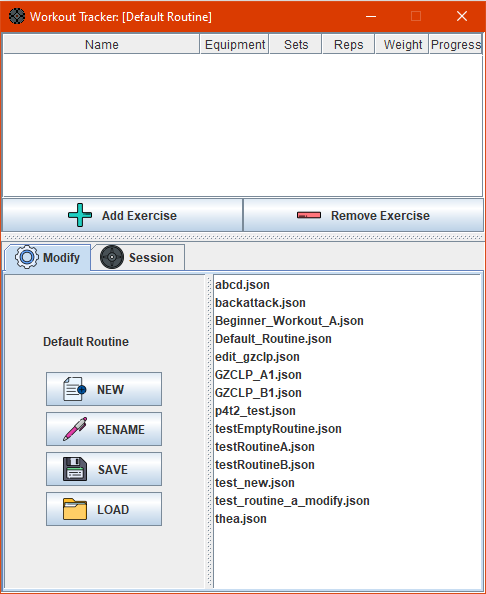 Workout Tracker: [Default Routine]
Name Equipment Sets Reps Weight Progress
Add Exercise Remove Exercise
Modify Session
Default Routine
NEW
RENAME
SAVE
LOAD
abcd.json
backattack.json
Beginner_Workout_A.json
Default_Routine.json
edit_gzclp.json
GZCLP_A1.json
GZCLP_B1.json
p4t2_test.json
testEmptyRoutine.json
testRoutineA.json
testRoutineB.json
test_new.json
test_routine_a_modify.json
thea.json